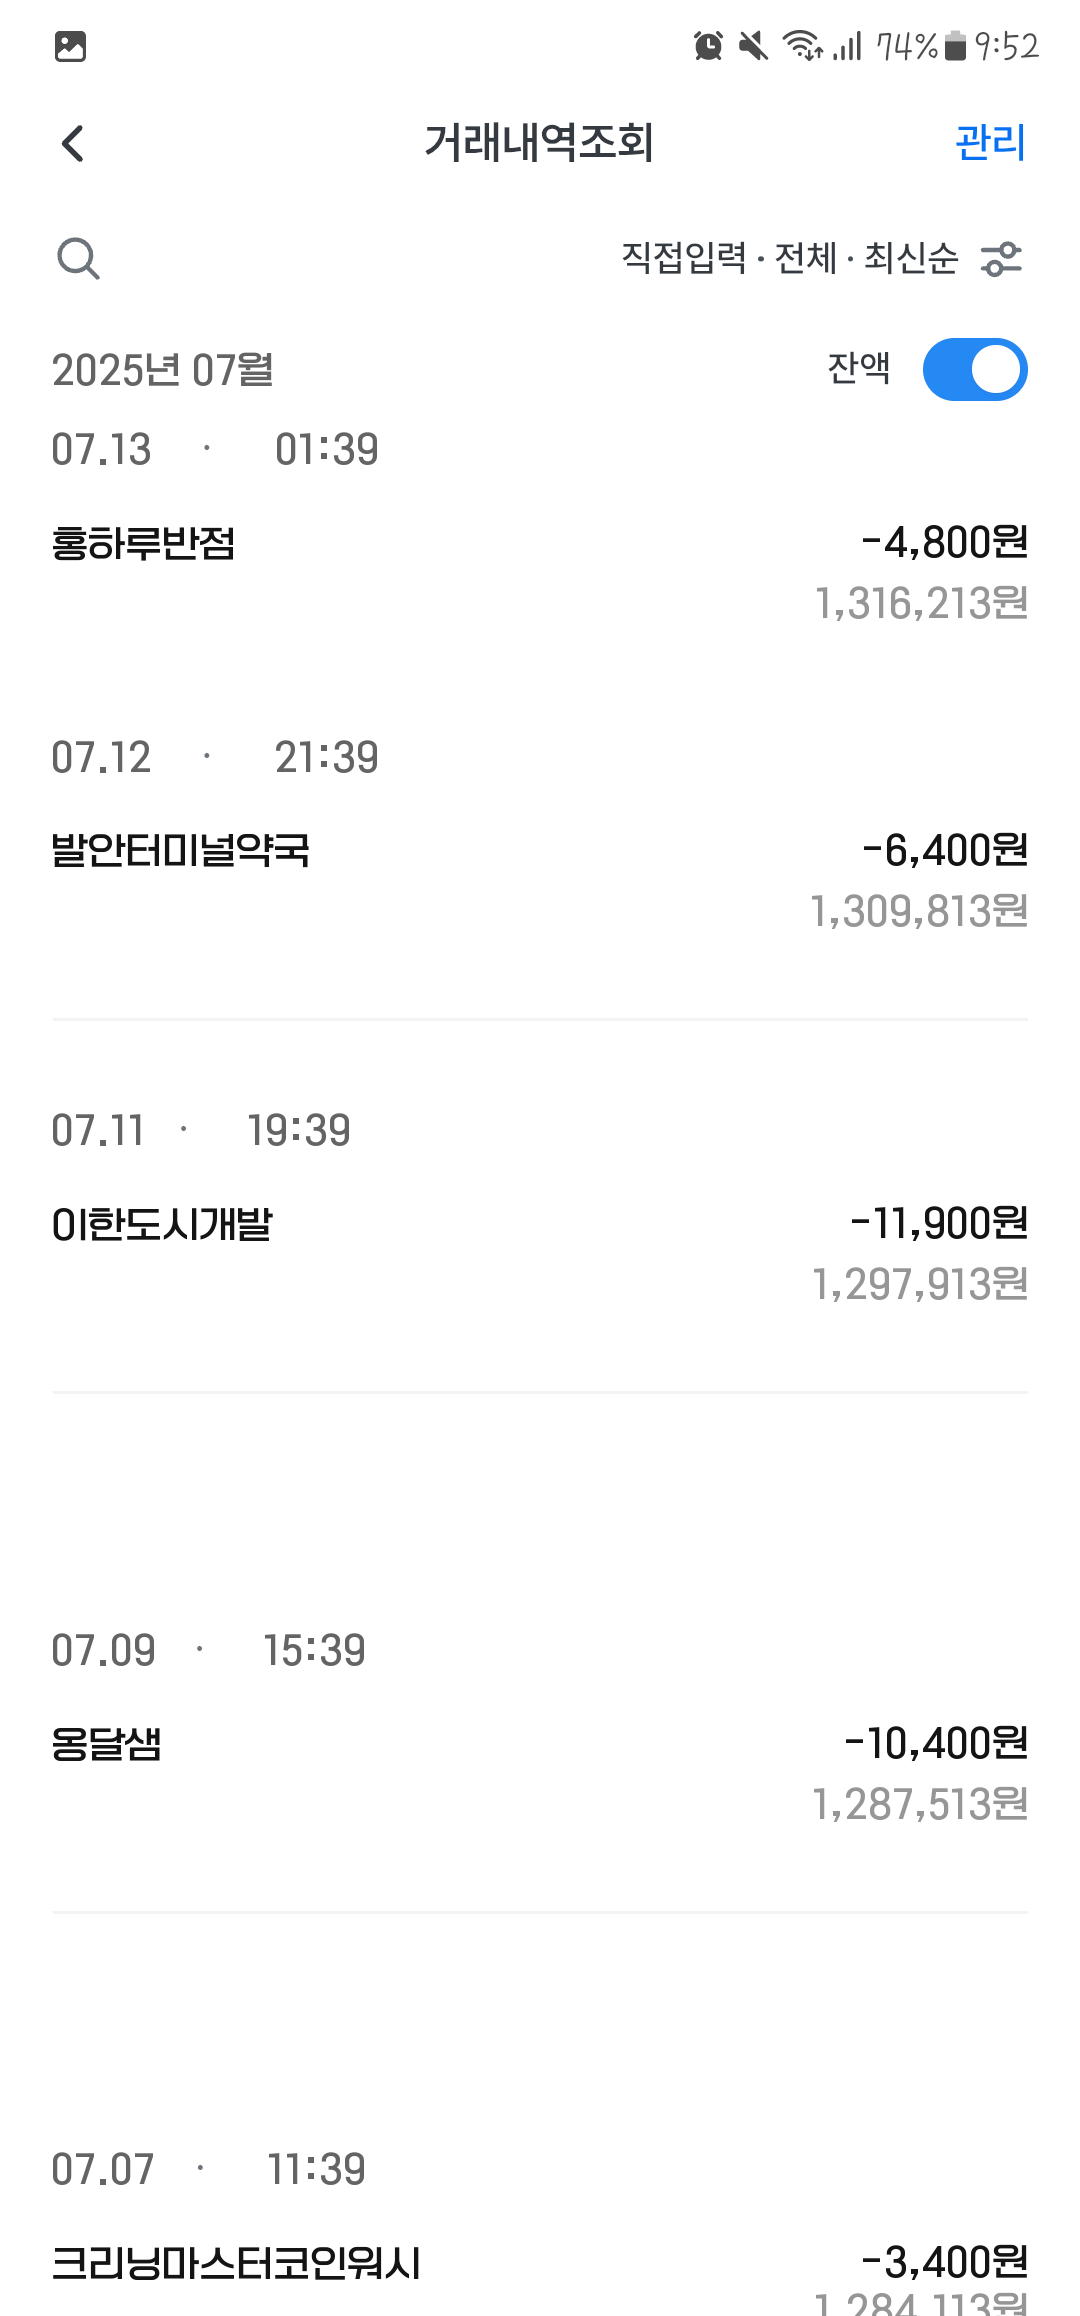 74% 9:52
거래내역조회 관리
직접입력 · 전체 · 최신순
2025년 07월 잔액
07.13 · 01:39
홍하루반점 -4,800원
1,316,213원
07.12 · 21:39
발안터미널약국 -6,400원
1,309,813원
07.11 · 19:39
이한도시개발 -11,900원
1,297,913원
07.09 · 15:39
옹달샘 -10,400원
1,287,513원
07.07 · 11:39
크리닝마스터코인워시 -3,400원
1,284,113원